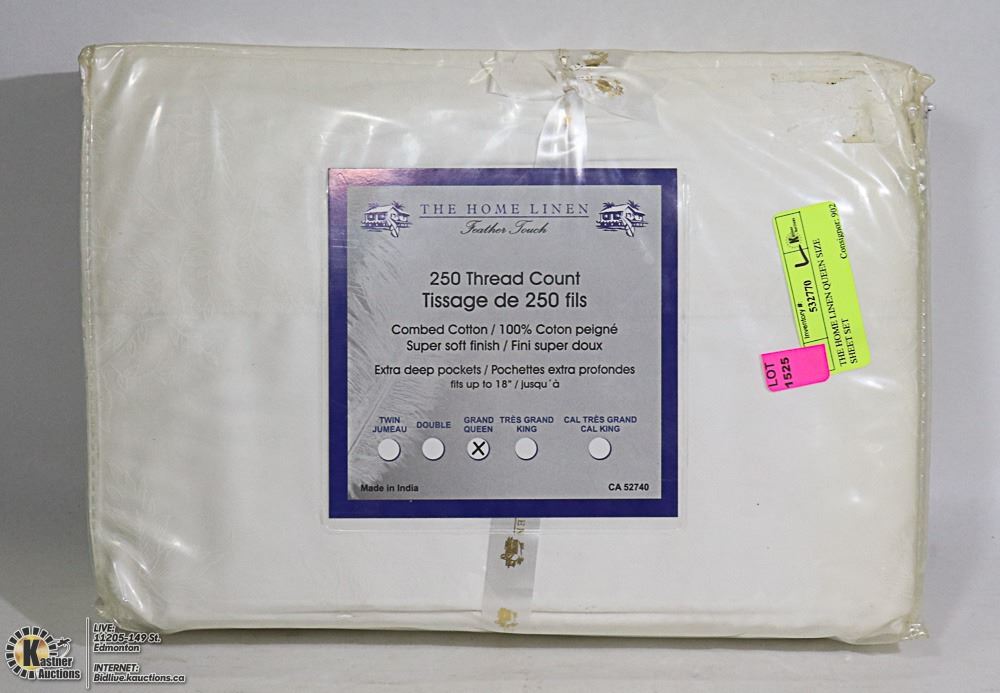 THE HOME LINEN
Feather Touch
250 Thread Count
Tissage de 250 fils
Combed Cotton / 100% Coton peigné
Super soft finish / Fini super doux
Extra deep pockets / Pochettes extra profondes
fits up to 18" / jusqu'à
TWIN JUMEAU
DOUBLE
GRAND QUEEN
TRÈS GRAND KING
CAL TRÈS GRAND CAL KING
X
Made in India
CA 52740
Inventory #
532770
THE HOME LINEN QUEEN SIZE
SHEET SET
Consignor: 902
LOT
1525
Kastner
Auctions
LIVE:
11205-149 St.
Edmonton
INTERNET:
Bidlive.kauctions.ca